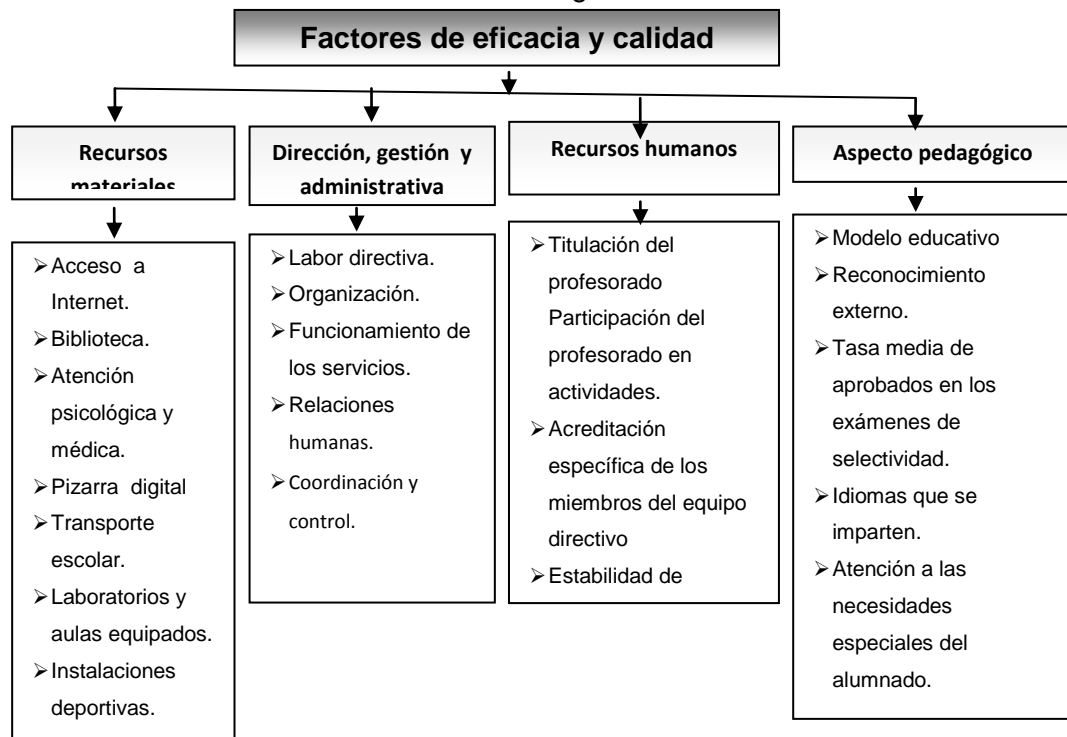 Factores de eficacia y calidad
Recursos
materiales
➢Acceso a
Internet.
➢Biblioteca.
➢Atención
psicológica y
médica.
➢Pizarra digital
➢Transporte
escolar.
➢Laboratorios y
aulas equipados.
➢Instalaciones
deportivas.
Dirección, gestión y
administrativa
➢Labor directiva.
➢Organización.
➢Funcionamiento de
los servicios.
➢Relaciones
humanas.
➢Coordinación y
control.
Recursos humanos
➢Titulación del
profesorado
Participación del
profesorado en
actividades.
➢Acreditación
específica de los
miembros del equipo
directivo
➢Estabilidad de
Aspecto pedagógico
➢Modelo educativo
➢Reconocimiento
externo.
➢Tasa media de
aprobados en los
exámenes de
selectividad.
➢Idiomas que se
imparten.
➢Atención a las
necesidades
especiales del
alumnado.